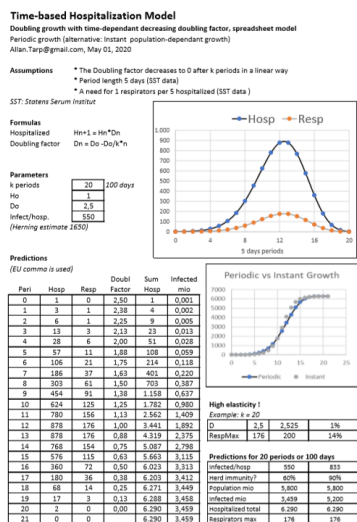 Time-based Hospitalization Model
Doubling growth with time-dependant decreasing doubling factor, spreadsheet model
Periodic growth (alternative: Instant population-dependant growth)
Allan.Tarp@gmail.com, May 01, 2020
Assumptions
* The Doubling factor decreases to 0 after k periods in a linear way
* Period length 5 days (SST data)
* A need for 1 respirators per 5 hospitalized (SST data )
SST: Statens Serum Institut
Formulas
Hospitalized Hn+1 = Hn*Dn
Doubling factor Dn = Do -Do/k*n
Parameters
k periods 20 100 days
Ho 1
Do 2,5
Infect/hosp. 550
(Herning estimate 1650)
Hosp Resp
1.000
900
800
700
600
500
400
300
200
100
0
0 4 8 12 16 20
5 days periods
Predictions
(EU comma is used)
Doubl Sum Infected
Peri Hosp Resp Factor Hosp mio
0 1 0 2,50 1 0,001
1 3 1 2,38 4 0,002
2 6 1 2,25 9 0,005
3 13 3 2,13 23 0,013
4 28 6 2,00 51 0,028
5 57 11 1,88 108 0,059
6 106 21 1,75 214 0,118
7 186 37 1,63 401 0,220
8 303 61 1,50 703 0,387
9 454 91 1,38 1.158 0,637
10 624 125 1,25 1.782 0,980
11 780 156 1,13 2.562 1,409
12 878 176 1,00 3.441 1,892
13 878 176 0,88 4.319 2,375
14 768 154 0,75 5.087 2,798
15 576 115 0,63 5.663 3,115
16 360 72 0,50 6.023 3,313
17 180 36 0,38 6.203 3,412
18 68 14 0,25 6.271 3,449
19 17 3 0,13 6.288 3,458
20 2 0 0,00 6.290 3,459
21 0 0 6.290 3,459
Periodic vs Instant Growth
7000
6000
5000
4000
3000
2000
1000
0
0 5 10 15 20 25
Periodic Instant
High elasticity !
Example: k = 20
D 2,5 2,525 1%
RespMax 176 200 14%
Predictions for 20 periods or 100 days
Infected/hosp 550 833
Herd immunity? 60% 90%
Population mio 5,800 5,800
Infected mio 3,459 5,200
Hospitalized total 6.290 6.290
Respirators max 176 176